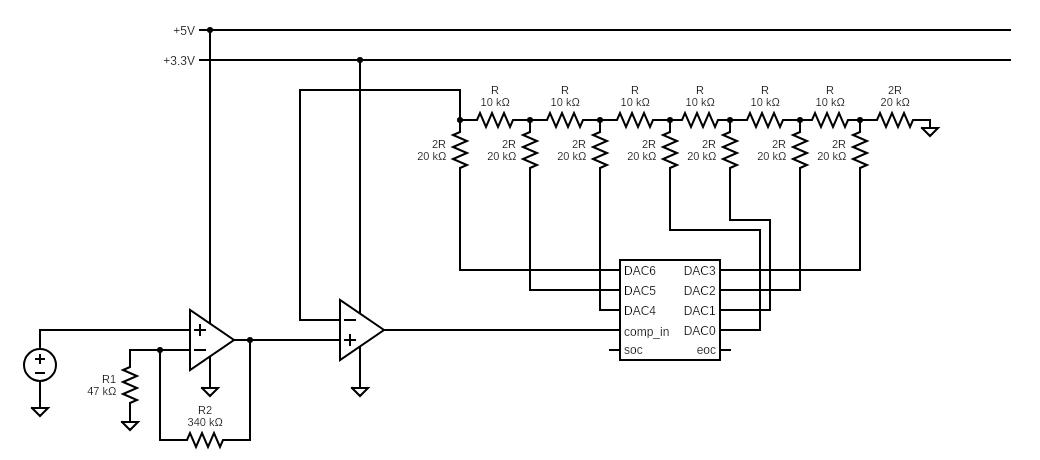 +5V
+3.3V
R
10 kΩ
R
10 kΩ
R
10 kΩ
R
10 kΩ
R
10 kΩ
R
10 kΩ
2R
20 kΩ
2R
20 kΩ
2R
20 kΩ
2R
20 kΩ
2R
20 kΩ
2R
20 kΩ
2R
20 kΩ
2R
20 kΩ
DAC6 DAC3
DAC5 DAC2
DAC4 DAC1
comp_in DAC0
soc eoc
R1
47 kΩ
R2
340 kΩ